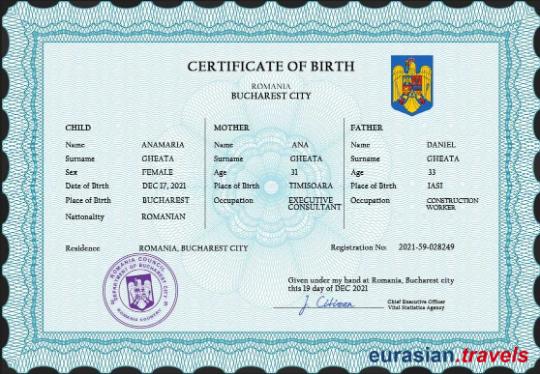 CERTIFICATE OF BIRTH
ROMANIA
BUCHAREST CITY
CHILD
Name ANAMARIA
Surname GHEATA
Sex FEMALE
Date of Birth DEC 17, 2021
Place of Birth BUCHAREST
Nationality ROMANIAN
MOTHER
Name ANA
Surname GHEATA
Age 31
Place of Birth TIMISOARA
Occupation EXECUTIVE
CONSULTANT
FATHER
Name DANIEL
Surname GHEATA
Age 33
Place of Birth IASI
Occupation CONSTRUCTION
WORKER
Residence ROMANIA, BUCHAREST CITY
Registration No: 2021-59-028249
ROMANIA COUNCIL
DEPARTMENT OF BUCHAREST CITY
ROMANIA COUNTRY
Given under my hand at Romania, Bucharest city
this 19 day of DEC 2021
J. Citizen
Chief Executive Officer
Vital Statistics Agency
eurasian.travels